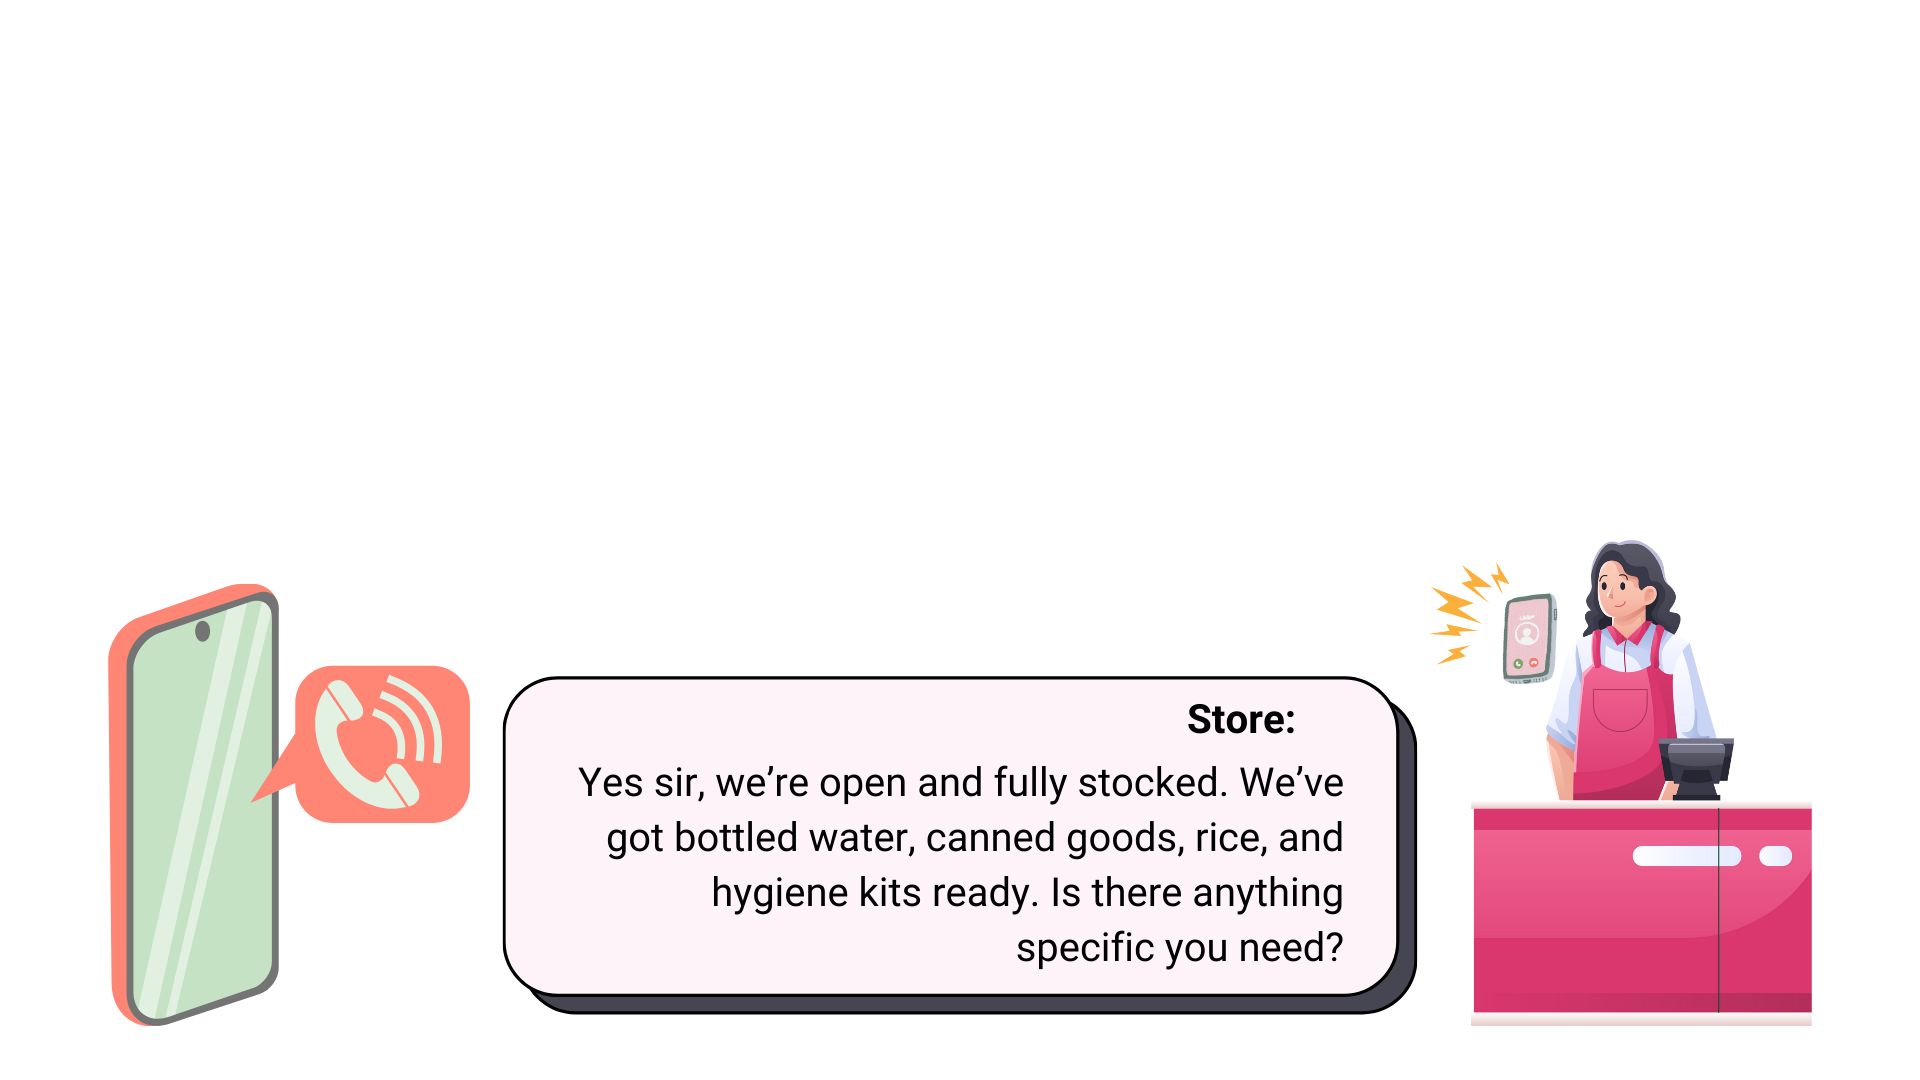 Store:
Yes sir, we’re open and fully stocked. We’ve
got bottled water, canned goods, rice, and
hygiene kits ready. Is there anything
specific you need?